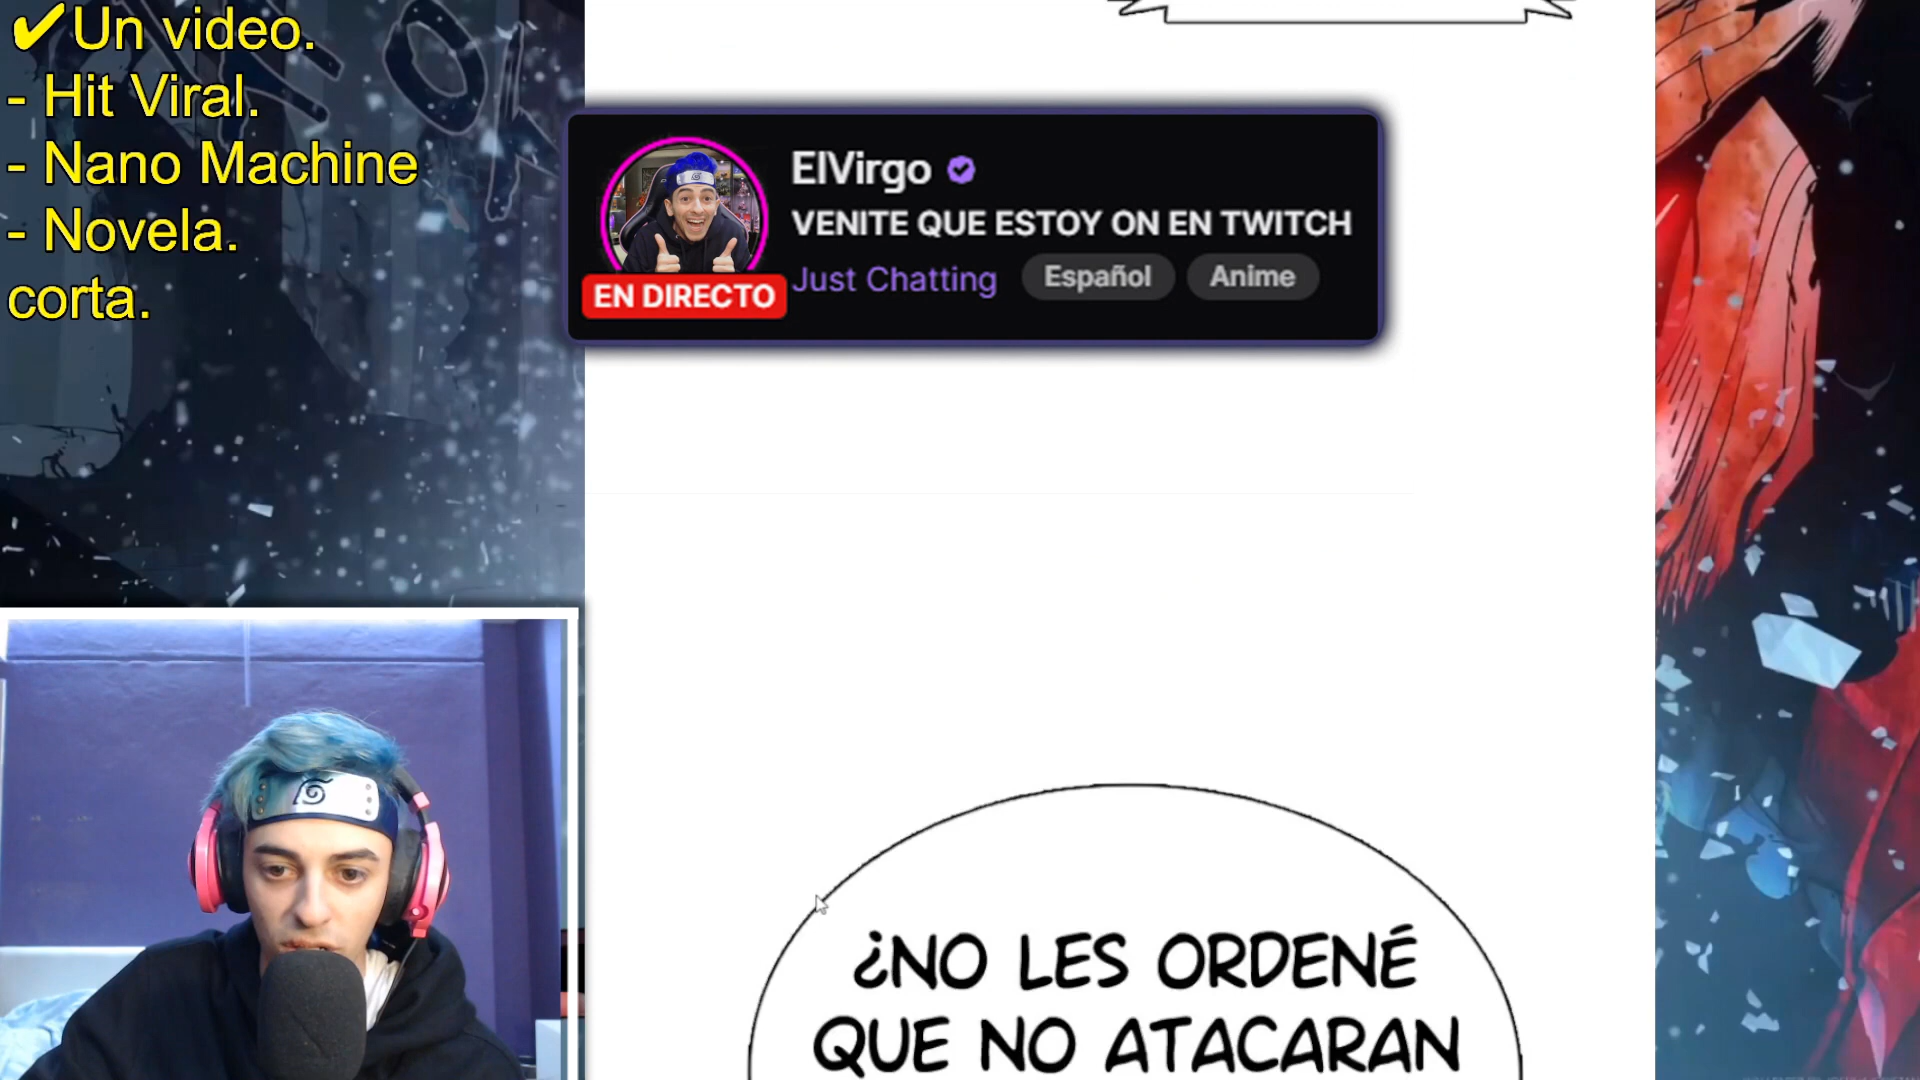 ✔Un video.
- Hit Viral.
- Nano Machine
- Novela.
corta.
ElVirgo
VENITE QUE ESTOY ON EN TWITCH
EN DIRECTO
Just Chatting
Español
Anime
¿NO LES ORDENÉ
QUE NO ATACARAN